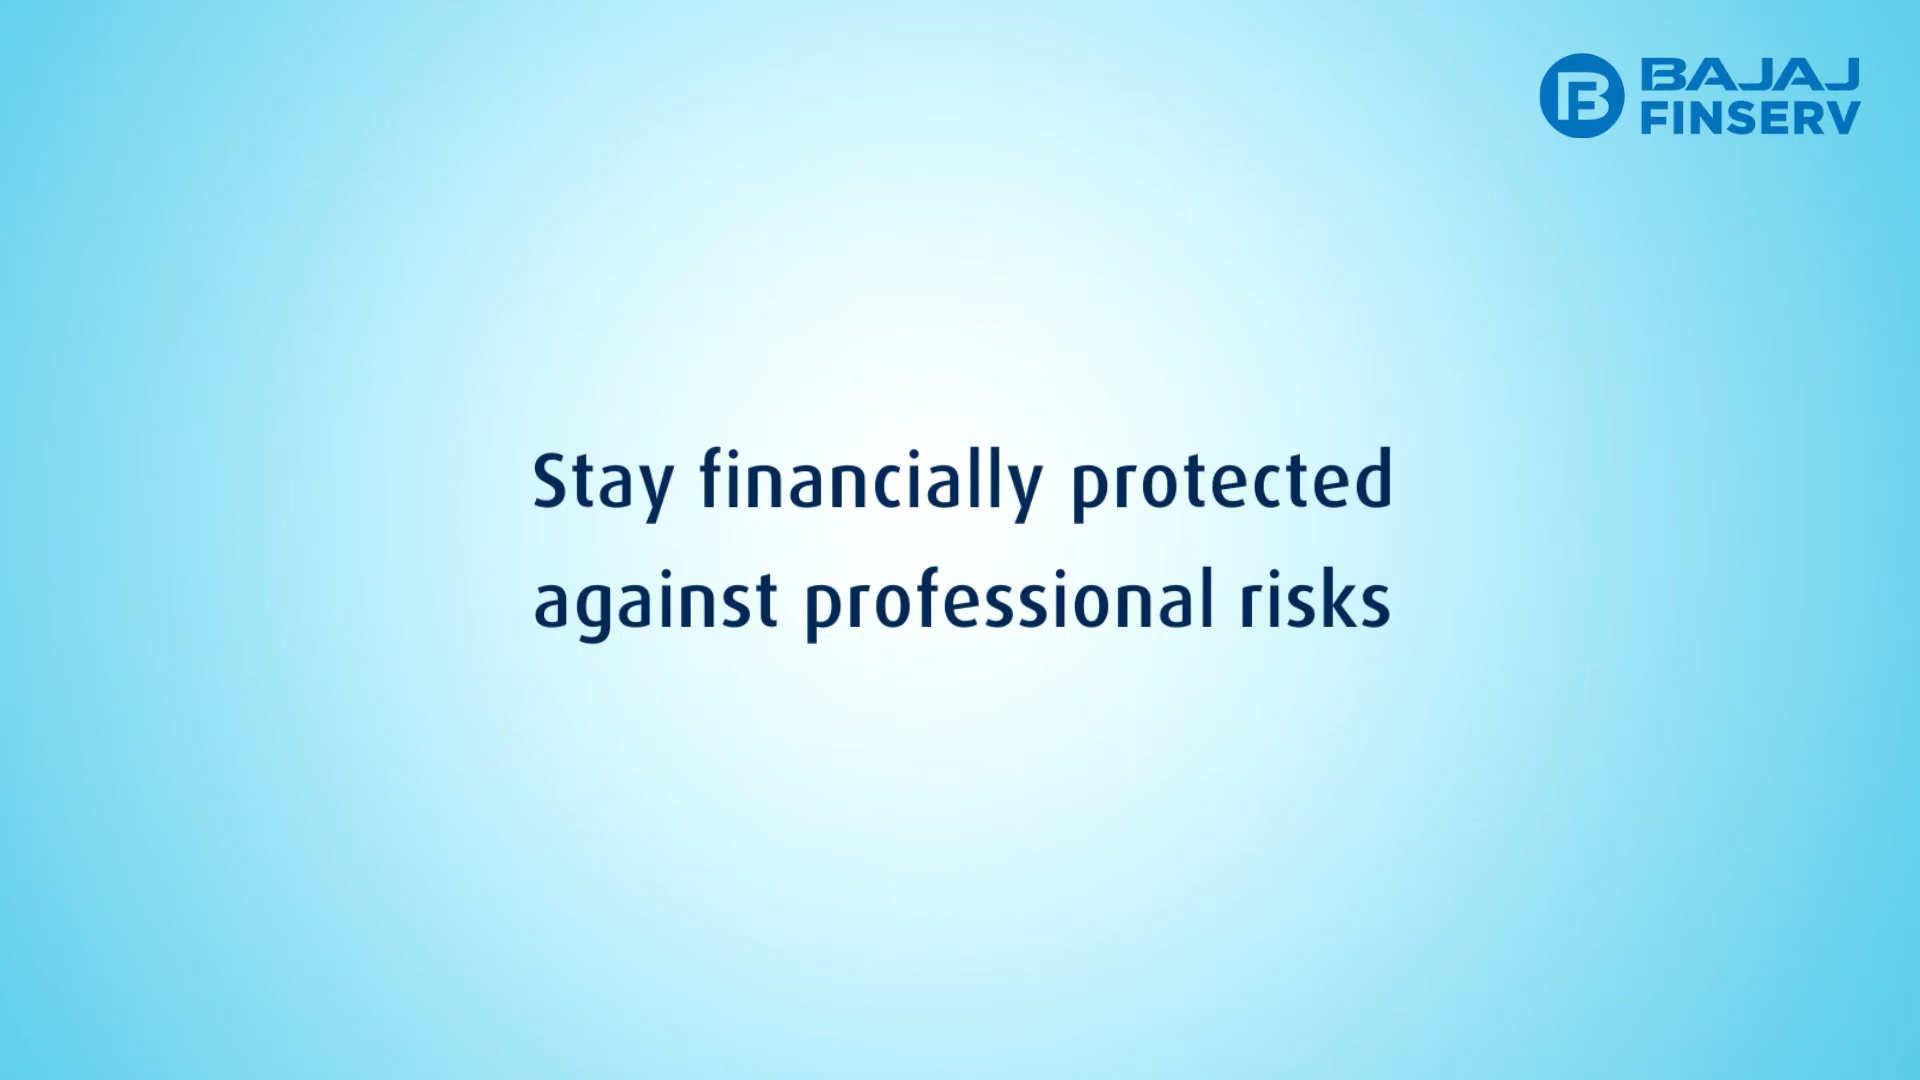 BAJAJ
FINSERV
Stay financially protected
against professional risks